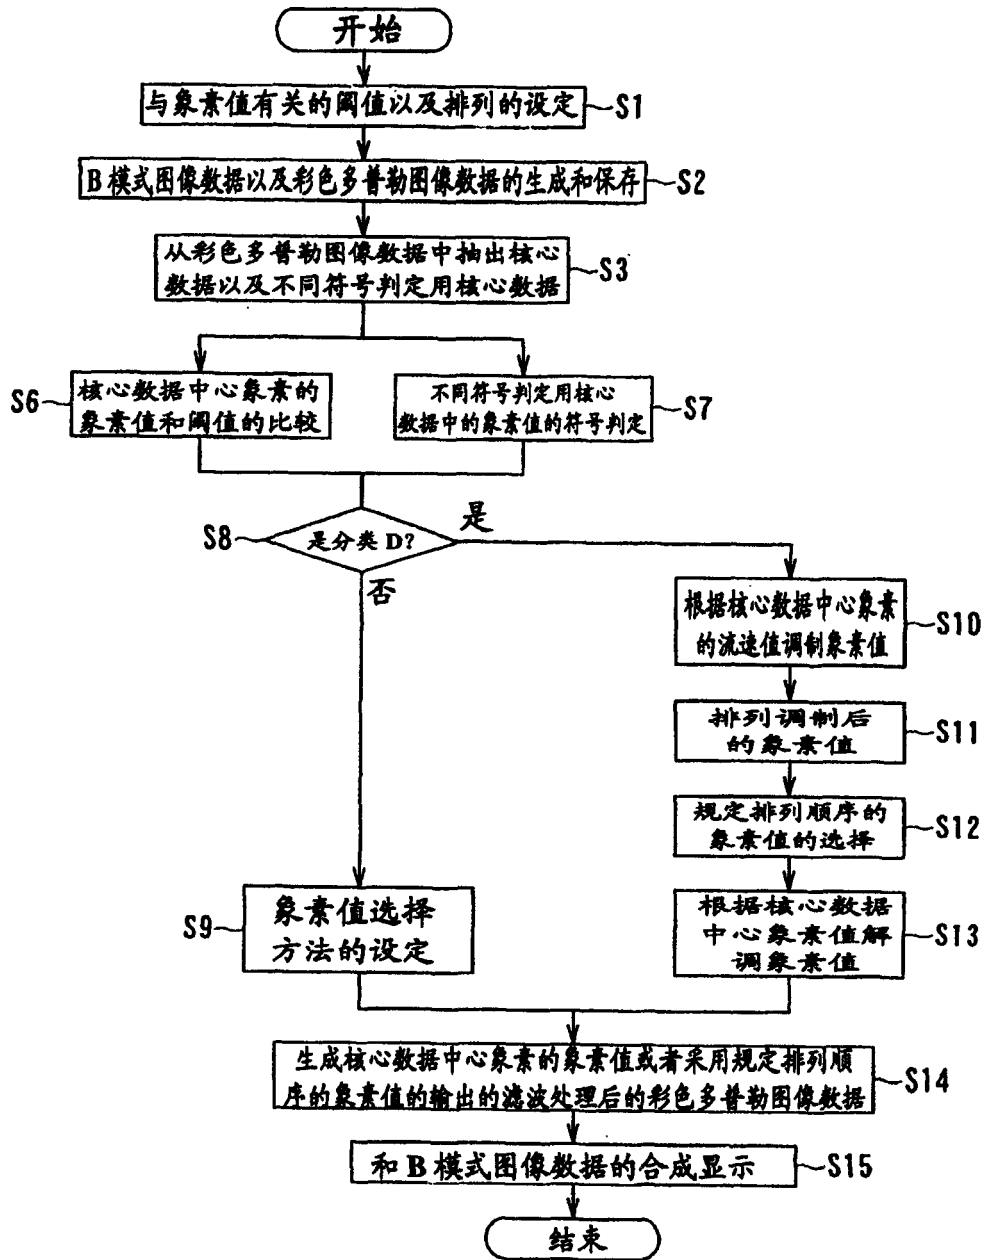 开始
与象素值有关的阈值以及排列的设定
S1
B模式图像数据以及彩色多普勒图像数据的生成和保存
S2
从彩色多普勒图像数据中抽出核心
数据以及不同符号判定用核心数据
S3
S6
核心数据中心象素的
象素值和阈值的比较
不同符号判定用核心
数据中的象素值的符号判定
S7
S8
是分类 D?
是
否
根据核心数据中心象素
的流速值调制象素值
S10
排列调制后
的象素值
S11
规定排列顺序的
象素值的选择
S12
S9
象素值选择
方法的设定
根据核心数据
中心象素值解
调象素值
S13
生成核心数据中心象素的象素值或者采用规定排列顺
序的象素值的输出的滤波处理后的彩色多普勒图像数据
S14
和 B 模式图像数据的合成显示
S15
结束